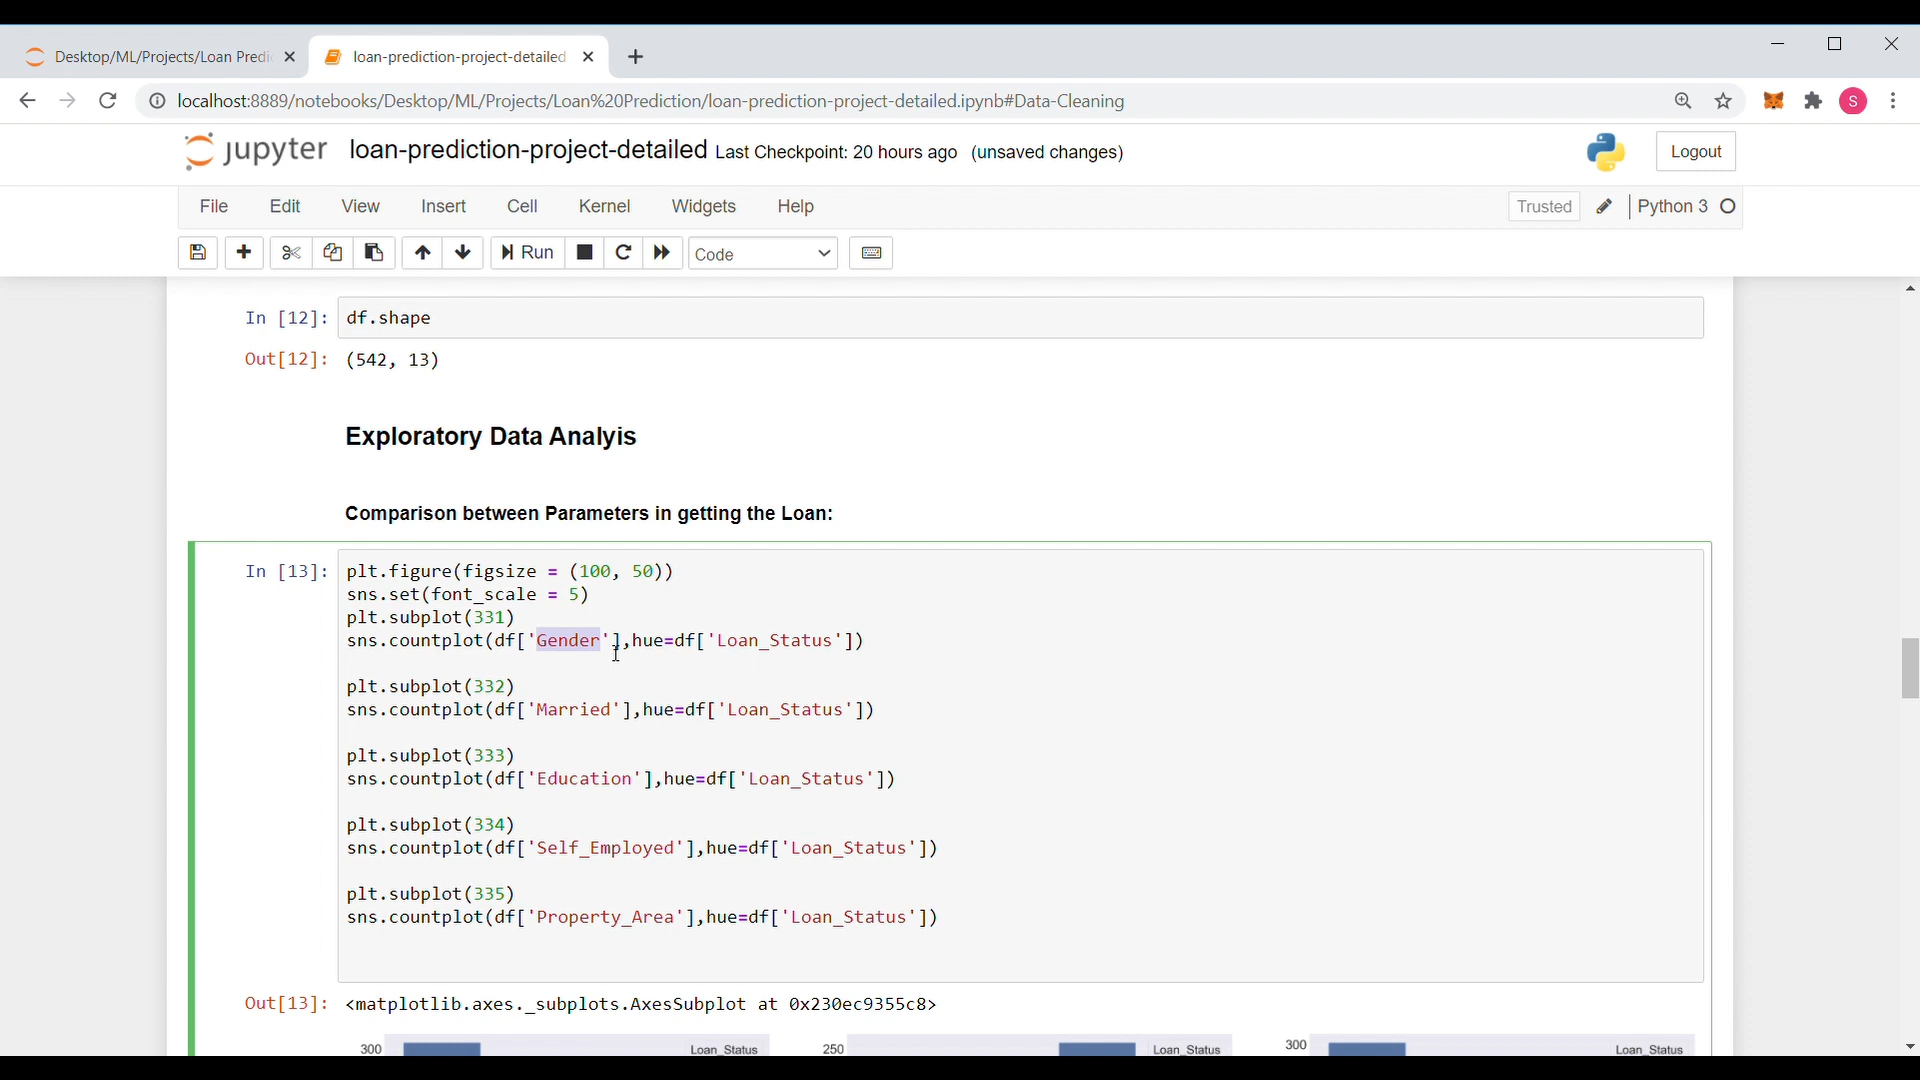 Desktop/ML/Projects/Loan Predi
loan-prediction-project-detailed
localhost:8889/notebooks/Desktop/ML/Projects/Loan%20Prediction/loan-prediction-project-detailed.ipynb#Data-Cleaning
S
jupyter loan-prediction-project-detailed Last Checkpoint: 20 hours ago (unsaved changes)
Logout
File Edit View Insert Cell Kernel Widgets Help
Trusted Python 3
Run Code
In [12]: df.shape
Out[12]: (542, 13)
Exploratory Data Analyis
Comparison between Parameters in getting the Loan:
In [13]: plt.figure(figsize = (100, 50))
sns.set(font_scale = 5)
plt.subplot(331)
sns.countplot(df['Gender'],hue=df['Loan_Status'])
plt.subplot(332)
sns.countplot(df['Married'],hue=df['Loan_Status'])
plt.subplot(333)
sns.countplot(df['Education'],hue=df['Loan_Status'])
plt.subplot(334)
sns.countplot(df['Self_Employed'],hue=df['Loan_Status'])
plt.subplot(335)
sns.countplot(df['Property_Area'],hue=df['Loan_Status'])
Out[13]: <matplotlib.axes._subplots.AxesSubplot at 0x230ec9355c8>
300 Loan_Status 250 Loan_Status 300 Loan_Status